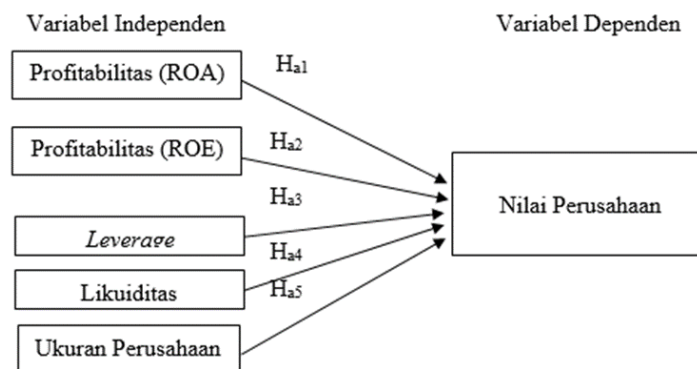 Variabel Independen
Variabel Dependen
Profitabilitas (ROA)
Ha1
Profitabilitas (ROE)
Ha2
Ha3
Nilai Perusahaan
Leverage
Ha4
Likuiditas
Ha5
Ukuran Perusahaan